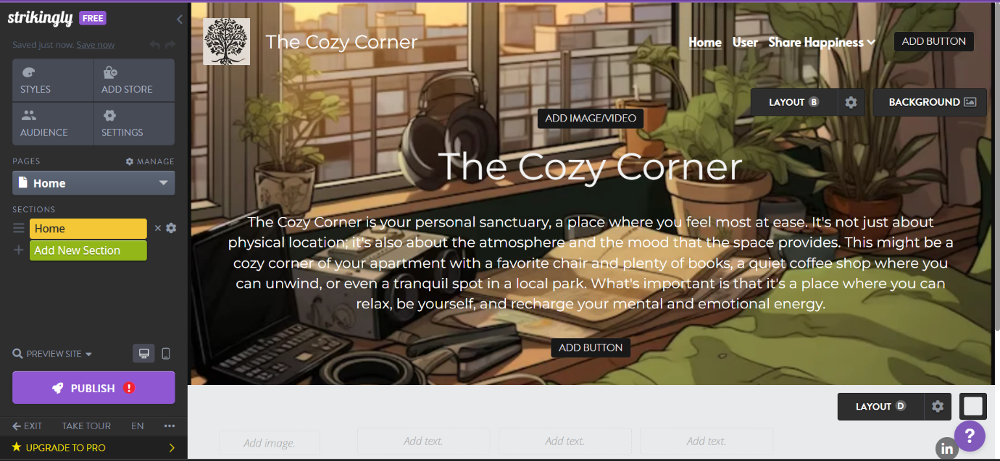 strikingly FREE
Saved just now. Save now
STYLES
ADD STORE
AUDIENCE
SETTINGS
PAGES
MANAGE
Home
SECTIONS
Home
Add New Section
PREVIEW SITE
PUBLISH !
EXIT TAKE TOUR EN
UPGRADE TO PRO
The Cozy Corner
Home User Share Happiness ADD BUTTON
LAYOUT B
BACKGROUND
ADD IMAGE/VIDEO
The Cozy Corner
The Cozy Corner is your personal sanctuary, a place where you feel most at ease. It's not just about
physical location; it's also about the atmosphere and the mood that the space provides. This might be a
cozy corner of your apartment with a favorite chair and plenty of books, a quiet coffee shop where you
can unwind, or even a tranquil spot in a local park. What's important is that it's a place where you can
relax, be yourself, and recharge your mental and emotional energy.
ADD BUTTON
LAYOUT D
Add image. Add text. Add text. Add text.
?
in